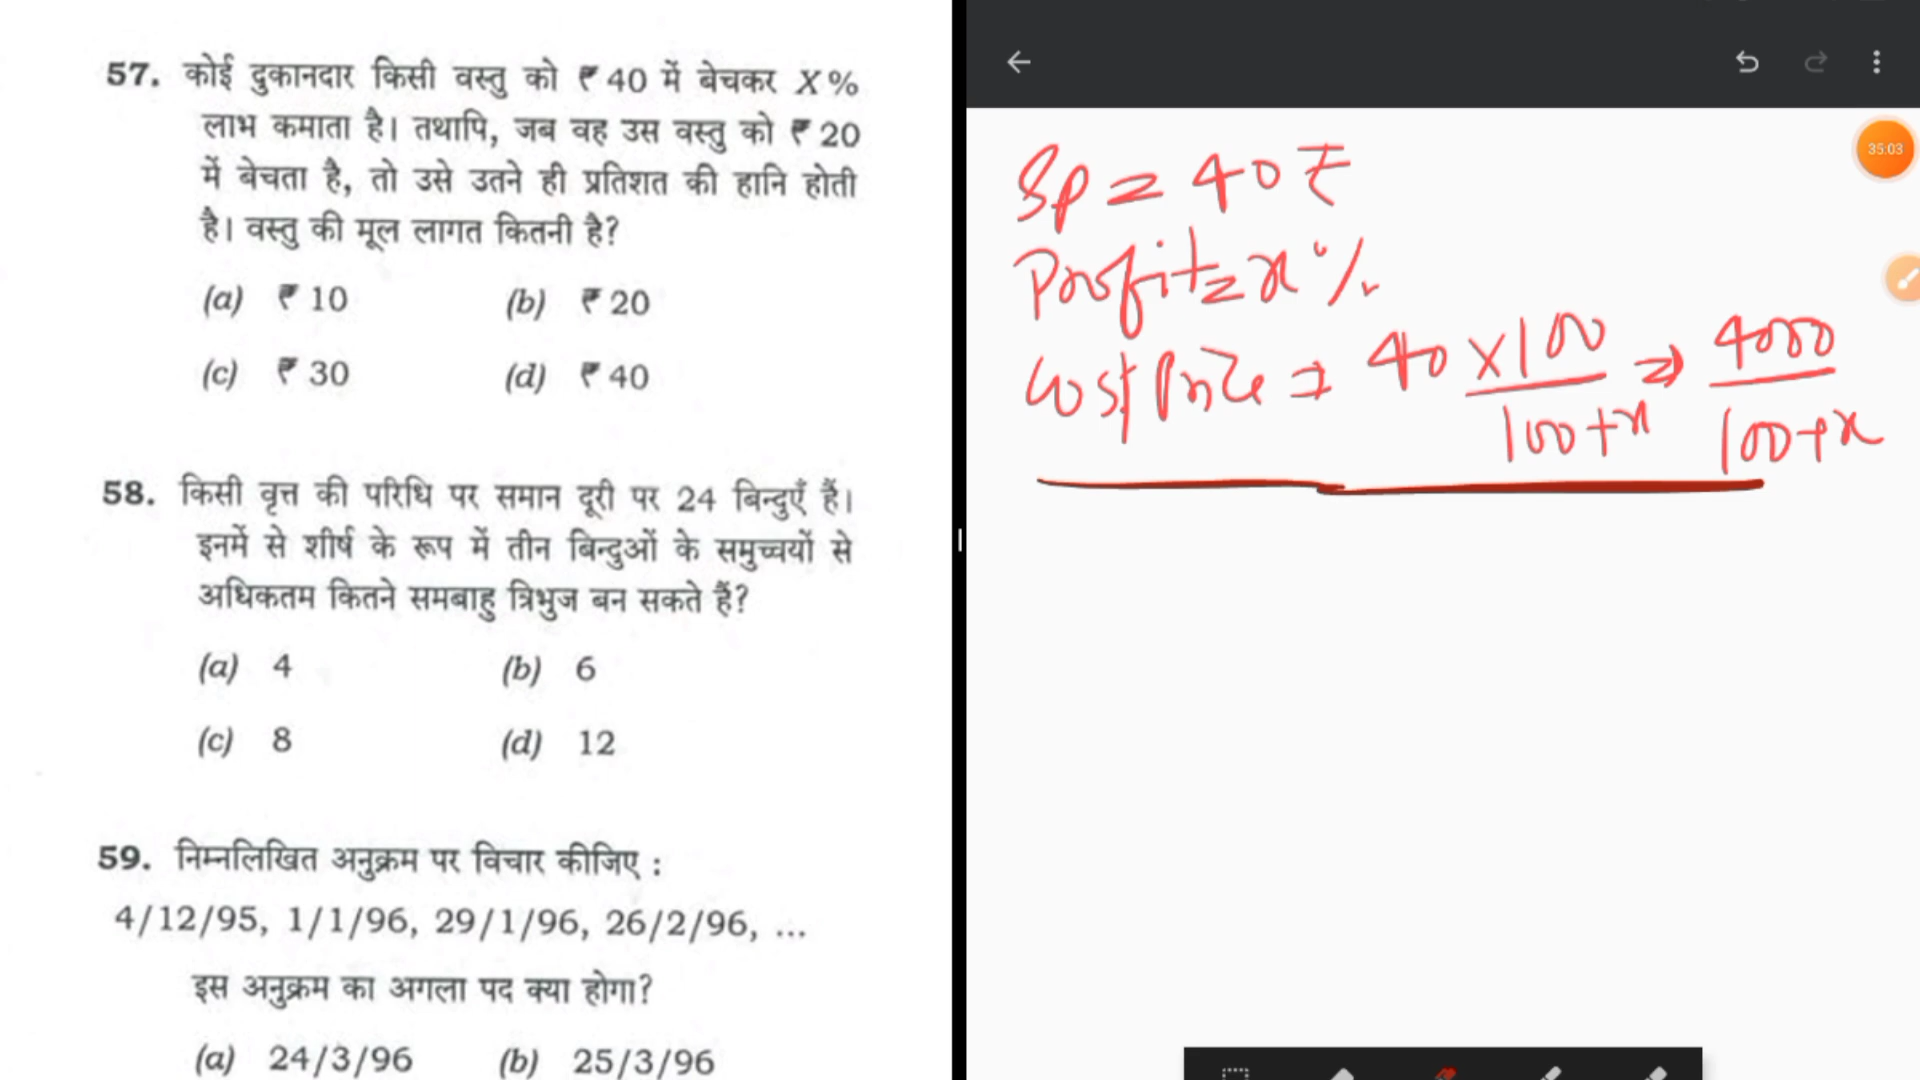 57. कोई दुकानदार किसी वस्तु को ₹ 40 में बेचकर X%
लाभ कमाता है। तथापि, जब वह उस वस्तु को ₹ 20
में बेचता है, तो उसे उतने ही प्रतिशत की हानि होती
है। वस्तु की मूल लागत कितनी है?
(a) ₹ 10 (b) ₹ 20
(c) ₹ 30 (d) ₹ 40
58. किसी वृत्त की परिधि पर समान दूरी पर 24 बिन्दुएँ हैं।
इनमें से शीर्ष के रूप में तीन बिन्दुओं के समुच्चयों से
अधिकतम कितने समबाहु त्रिभुज बन सकते हैं?
(a) 4 (b) 6
(c) 8 (d) 12
59. निम्नलिखित अनुक्रम पर विचार कीजिए :
4/12/95, 1/1/96, 29/1/96, 26/2/96, ...
इस अनुक्रम का अगला पद क्या होगा?
(a) 24/3/96 (b) 25/3/96
35:03
Sp = 40 ₹
Profit = x %
Cost Price ⇒ 40 × 100 / 100+x ⇒ 4000 / 100+x